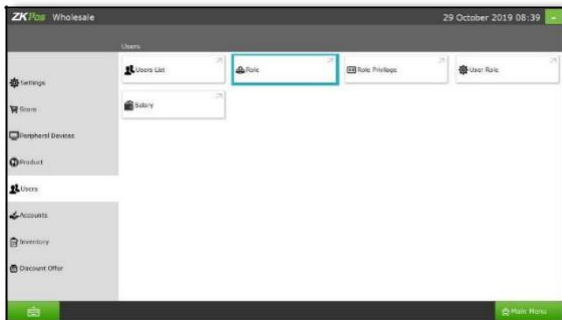 ZKPos Wholesale
29 October 2019 08:39
Users
Users List
Role
Role Privilege
User Role
Settings
Salary
Store
Peripheral Devices
Product
Users
Accounts
Inventory
Discount Offer
Main Menu